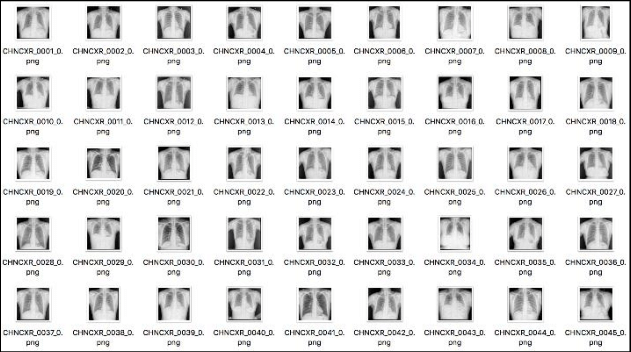 CHNCXR_0001_0. CHNCXR_0002_0. CHNCXR_0003_0. CHNCXR_0004_0. CHNCXR_0005_0. CHNCXR_0006_0. CHNCXR_0007_0. CHNCXR_0008_0. CHNCXR_0009_0.
png png png png png png png png png
CHNCXR_0010_0. CHNCXR_0011_0. CHNCXR_0012_0. CHNCXR_0013_0. CHNCXR_0014_0. CHNCXR_0015_0. CHNCXR_0016_0. CHNCXR_0017_0. CHNCXR_0018_0.
png png png png png png png png png
CHNCXR_0019_0. CHNCXR_0020_0. CHNCXR_0021_0. CHNCXR_0022_0. CHNCXR_0023_0. CHNCXR_0024_0. CHNCXR_0025_0. CHNCXR_0026_0. CHNCXR_0027_0.
png png png png png png png png png
CHNCXR_0028_0. CHNCXR_0029_0. CHNCXR_0030_0. CHNCXR_0031_0. CHNCXR_0032_0. CHNCXR_0033_0. CHNCXR_0034_0. CHNCXR_0035_0. CHNCXR_0036_0.
png png png png png png png png png
CHNCXR_0037_0. CHNCXR_0038_0. CHNCXR_0039_0. CHNCXR_0040_0. CHNCXR_0041_0. CHNCXR_0042_0. CHNCXR_0043_0. CHNCXR_0044_0. CHNCXR_0045_0.
png png png png png png png png png